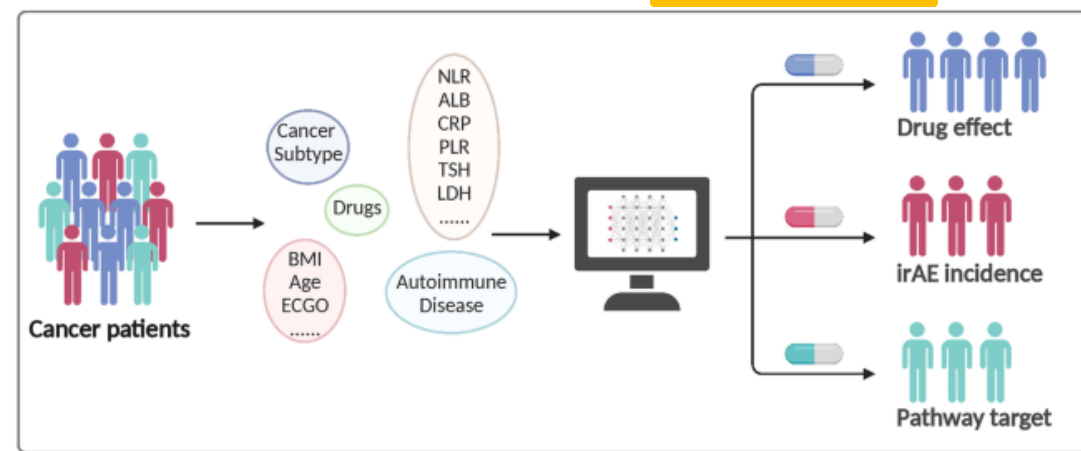 Cancer patients
Cancer
Subtype
Drugs
BMI
Age
ECGO
......
NLR
ALB
CRP
PLR
TSH
LDH
......
Autoimmune
Disease
Drug effect
irAE incidence
Pathway target